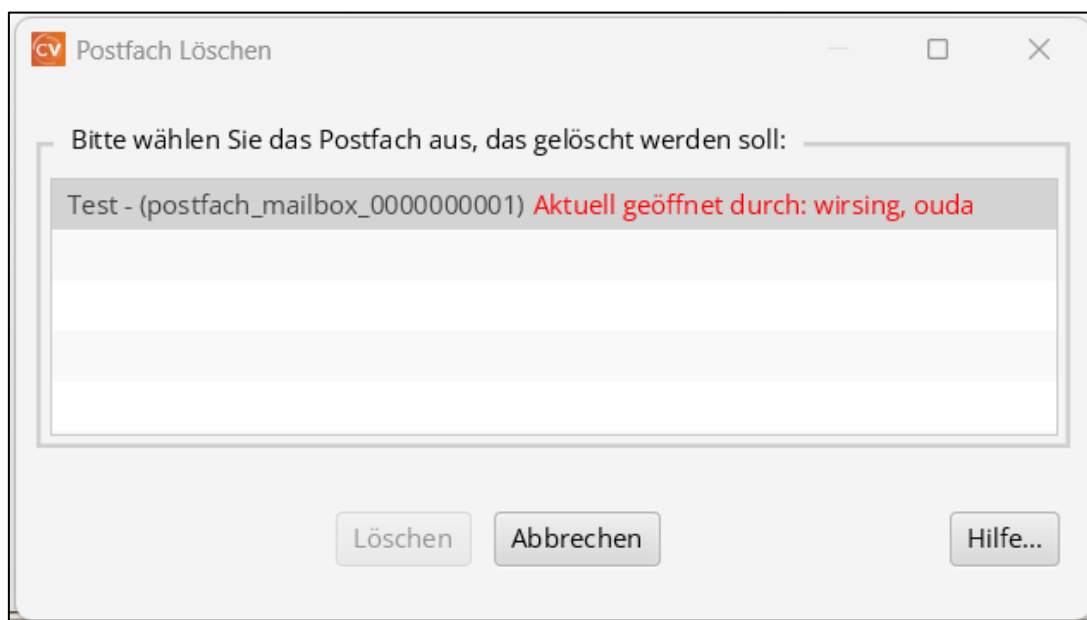 CV Postfach Löschen
Bitte wählen Sie das Postfach aus, das gelöscht werden soll:
Test - (postfach_mailbox_0000000001) Aktuell geöffnet durch: wirsing, ouda
Löschen Abbrechen Hilfe...